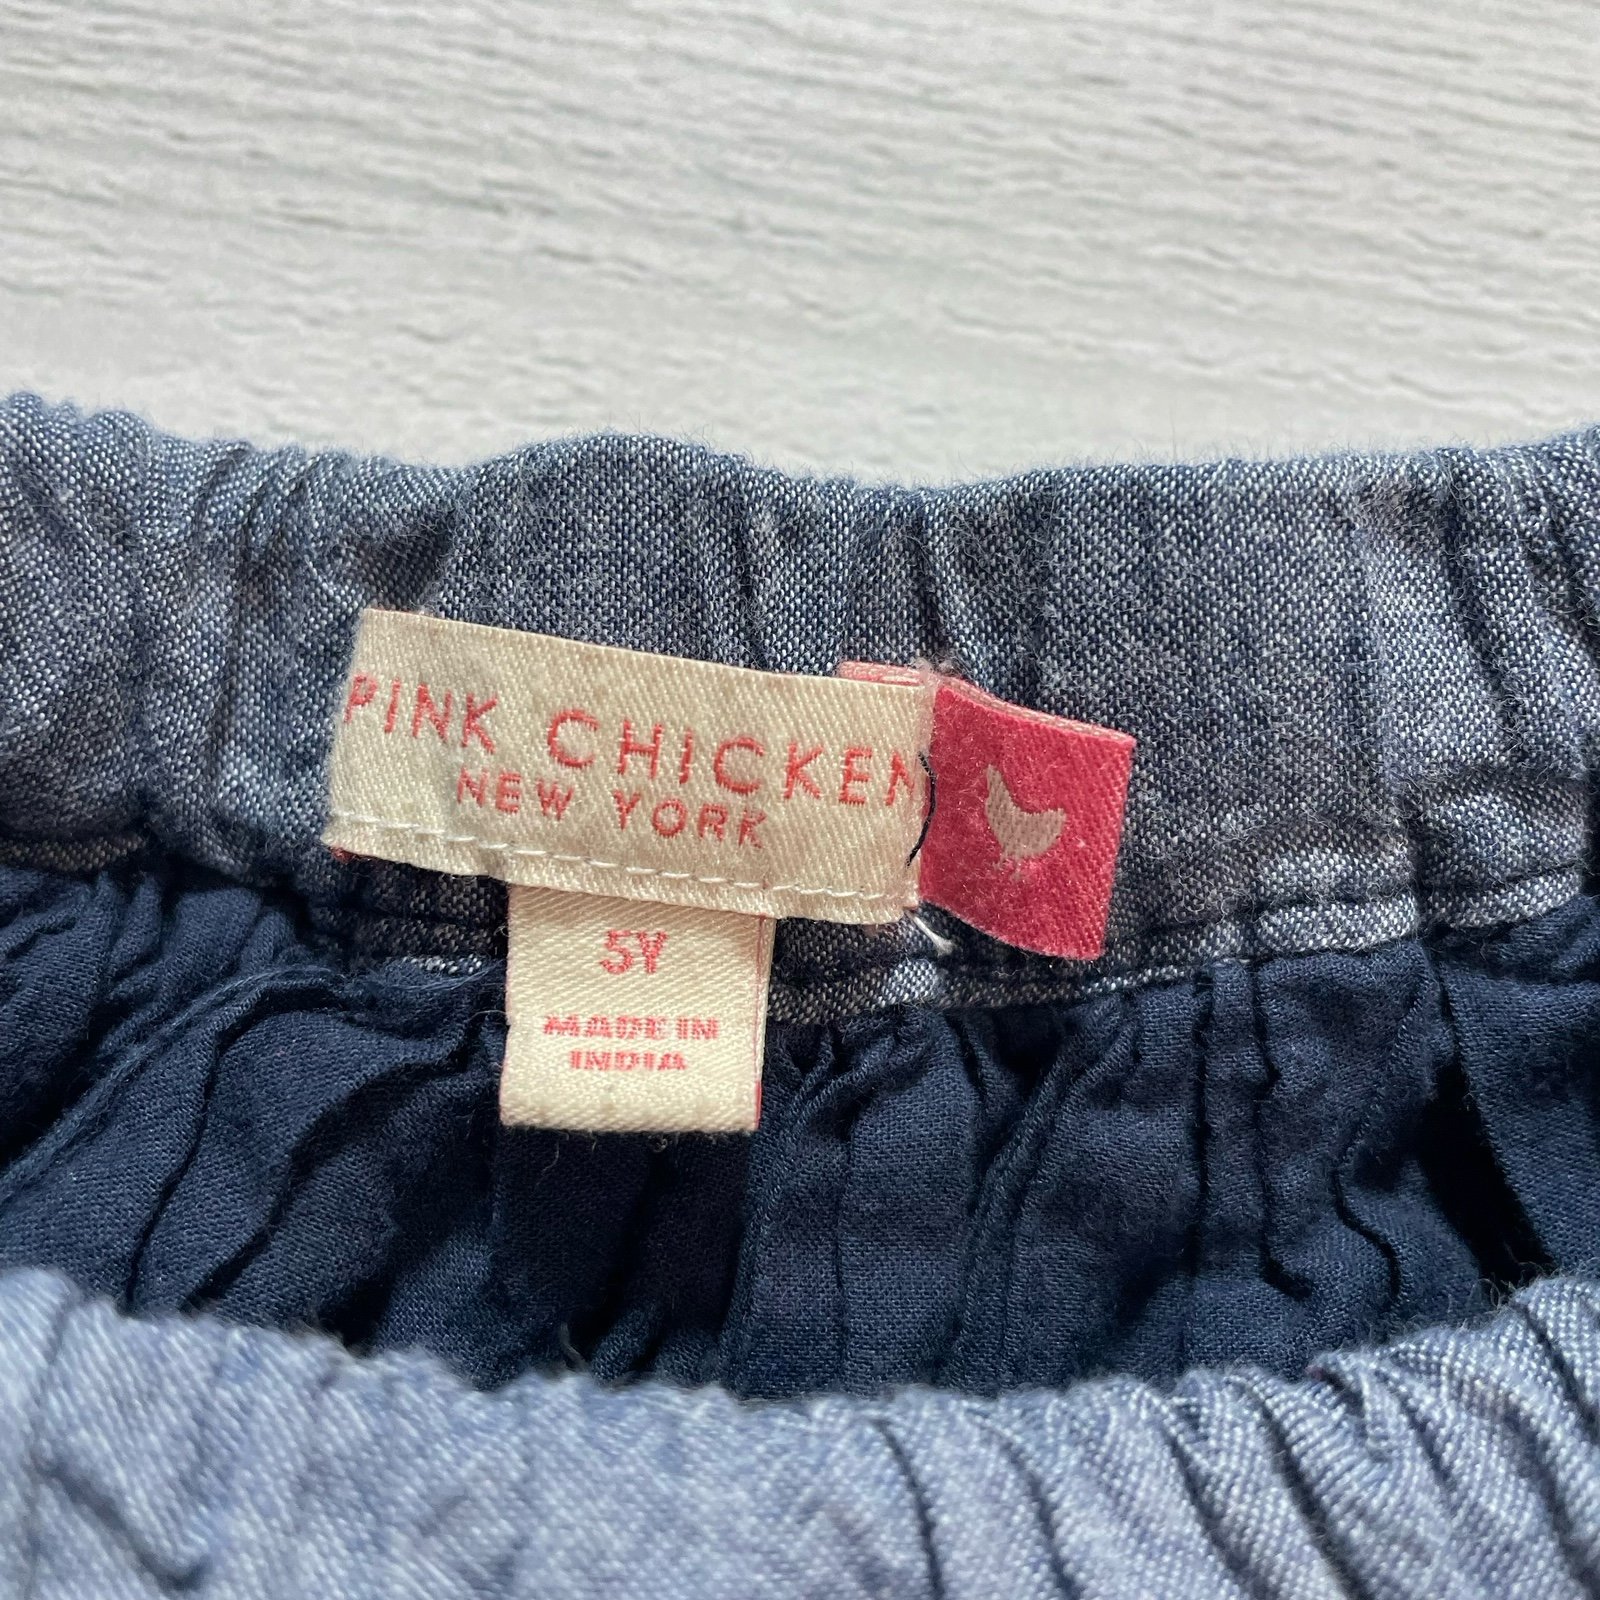 PINK CHICKEN
NEW YORK
5Y
MADE IN
INDIA